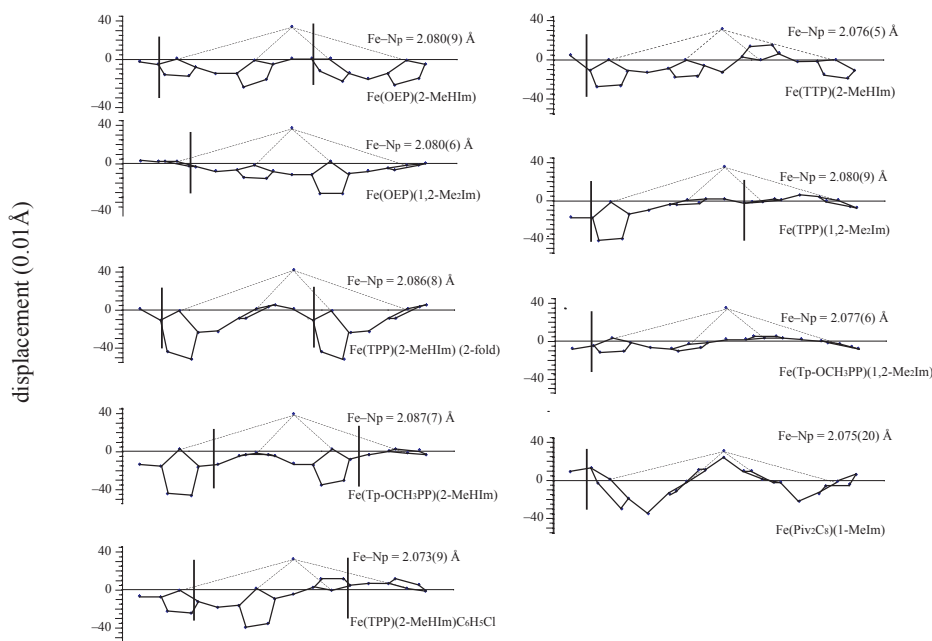 displacement (0.01Å)
40
0
−40
Fe–Np = 2.080(9) Å
Fe(OEP)(2-MeHIm)
40
0
−40
Fe–Np = 2.080(6) Å
Fe(OEP)(1,2-Me2Im)
40
0
−40
Fe–Np = 2.086(8) Å
Fe(TPP)(2-MeHIm) (2-fold)
40
0
−40
Fe–Np = 2.087(7) Å
Fe(Tp-OCH3PP)(2-MeHIm)
40
0
−40
Fe–Np = 2.073(9) Å
Fe(TPP)(2-MeHIm)C6H5Cl
40
0
−40
Fe–Np = 2.076(5) Å
Fe(TTP)(2-MeHIm)
40
0
−40
Fe–Np = 2.080(9) Å
Fe(TPP)(1,2-Me2Im)
40
0
−40
Fe–Np = 2.077(6) Å
Fe(Tp-OCH3PP)(1,2-Me2Im)
40
0
−40
Fe–Np = 2.075(20) Å
Fe(Piv2C8)(1-MeIm)